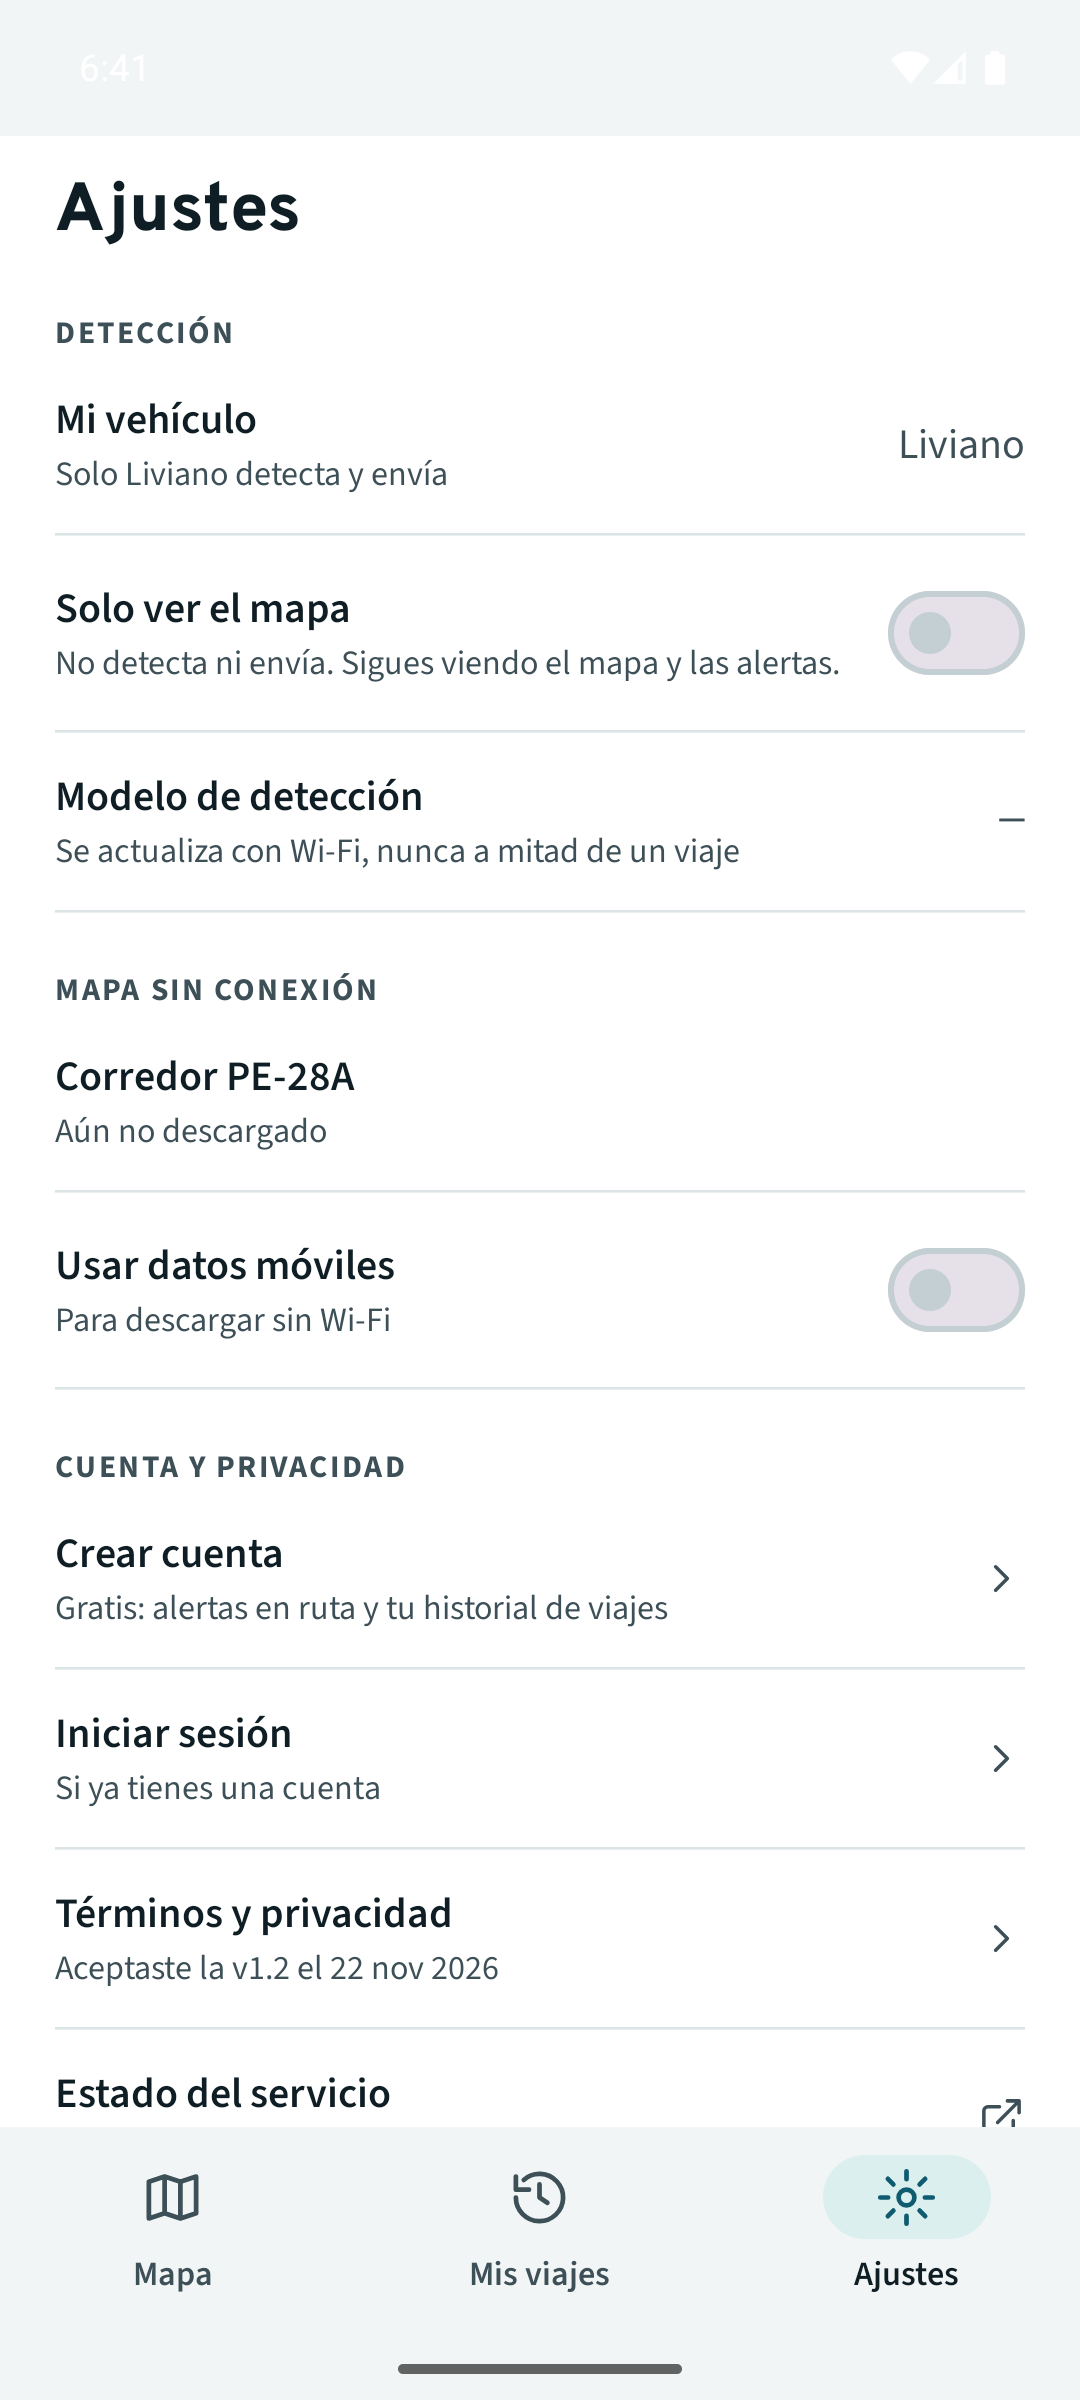 6:41
Ajustes
DETECCIÓN
Mi vehículo
Solo Liviano detecta y envía
Liviano
Solo ver el mapa
No detecta ni envía. Sigues viendo el mapa y las alertas.
Modelo de detección
Se actualiza con Wi-Fi, nunca a mitad de un viaje
—
MAPA SIN CONEXIÓN
Corredor PE-28A
Aún no descargado
Usar datos móviles
Para descargar sin Wi-Fi
CUENTA Y PRIVACIDAD
Crear cuenta
Gratis: alertas en ruta y tu historial de viajes
Iniciar sesión
Si ya tienes una cuenta
Términos y privacidad
Aceptaste la v1.2 el 22 nov 2026
Estado del servicio
Mapa
Mis viajes
Ajustes